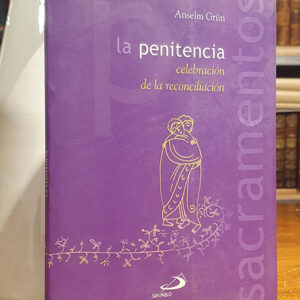 Anselm Grün
la penitencia
celebración
de la reconciliación
sacramentos
SAN PABLO